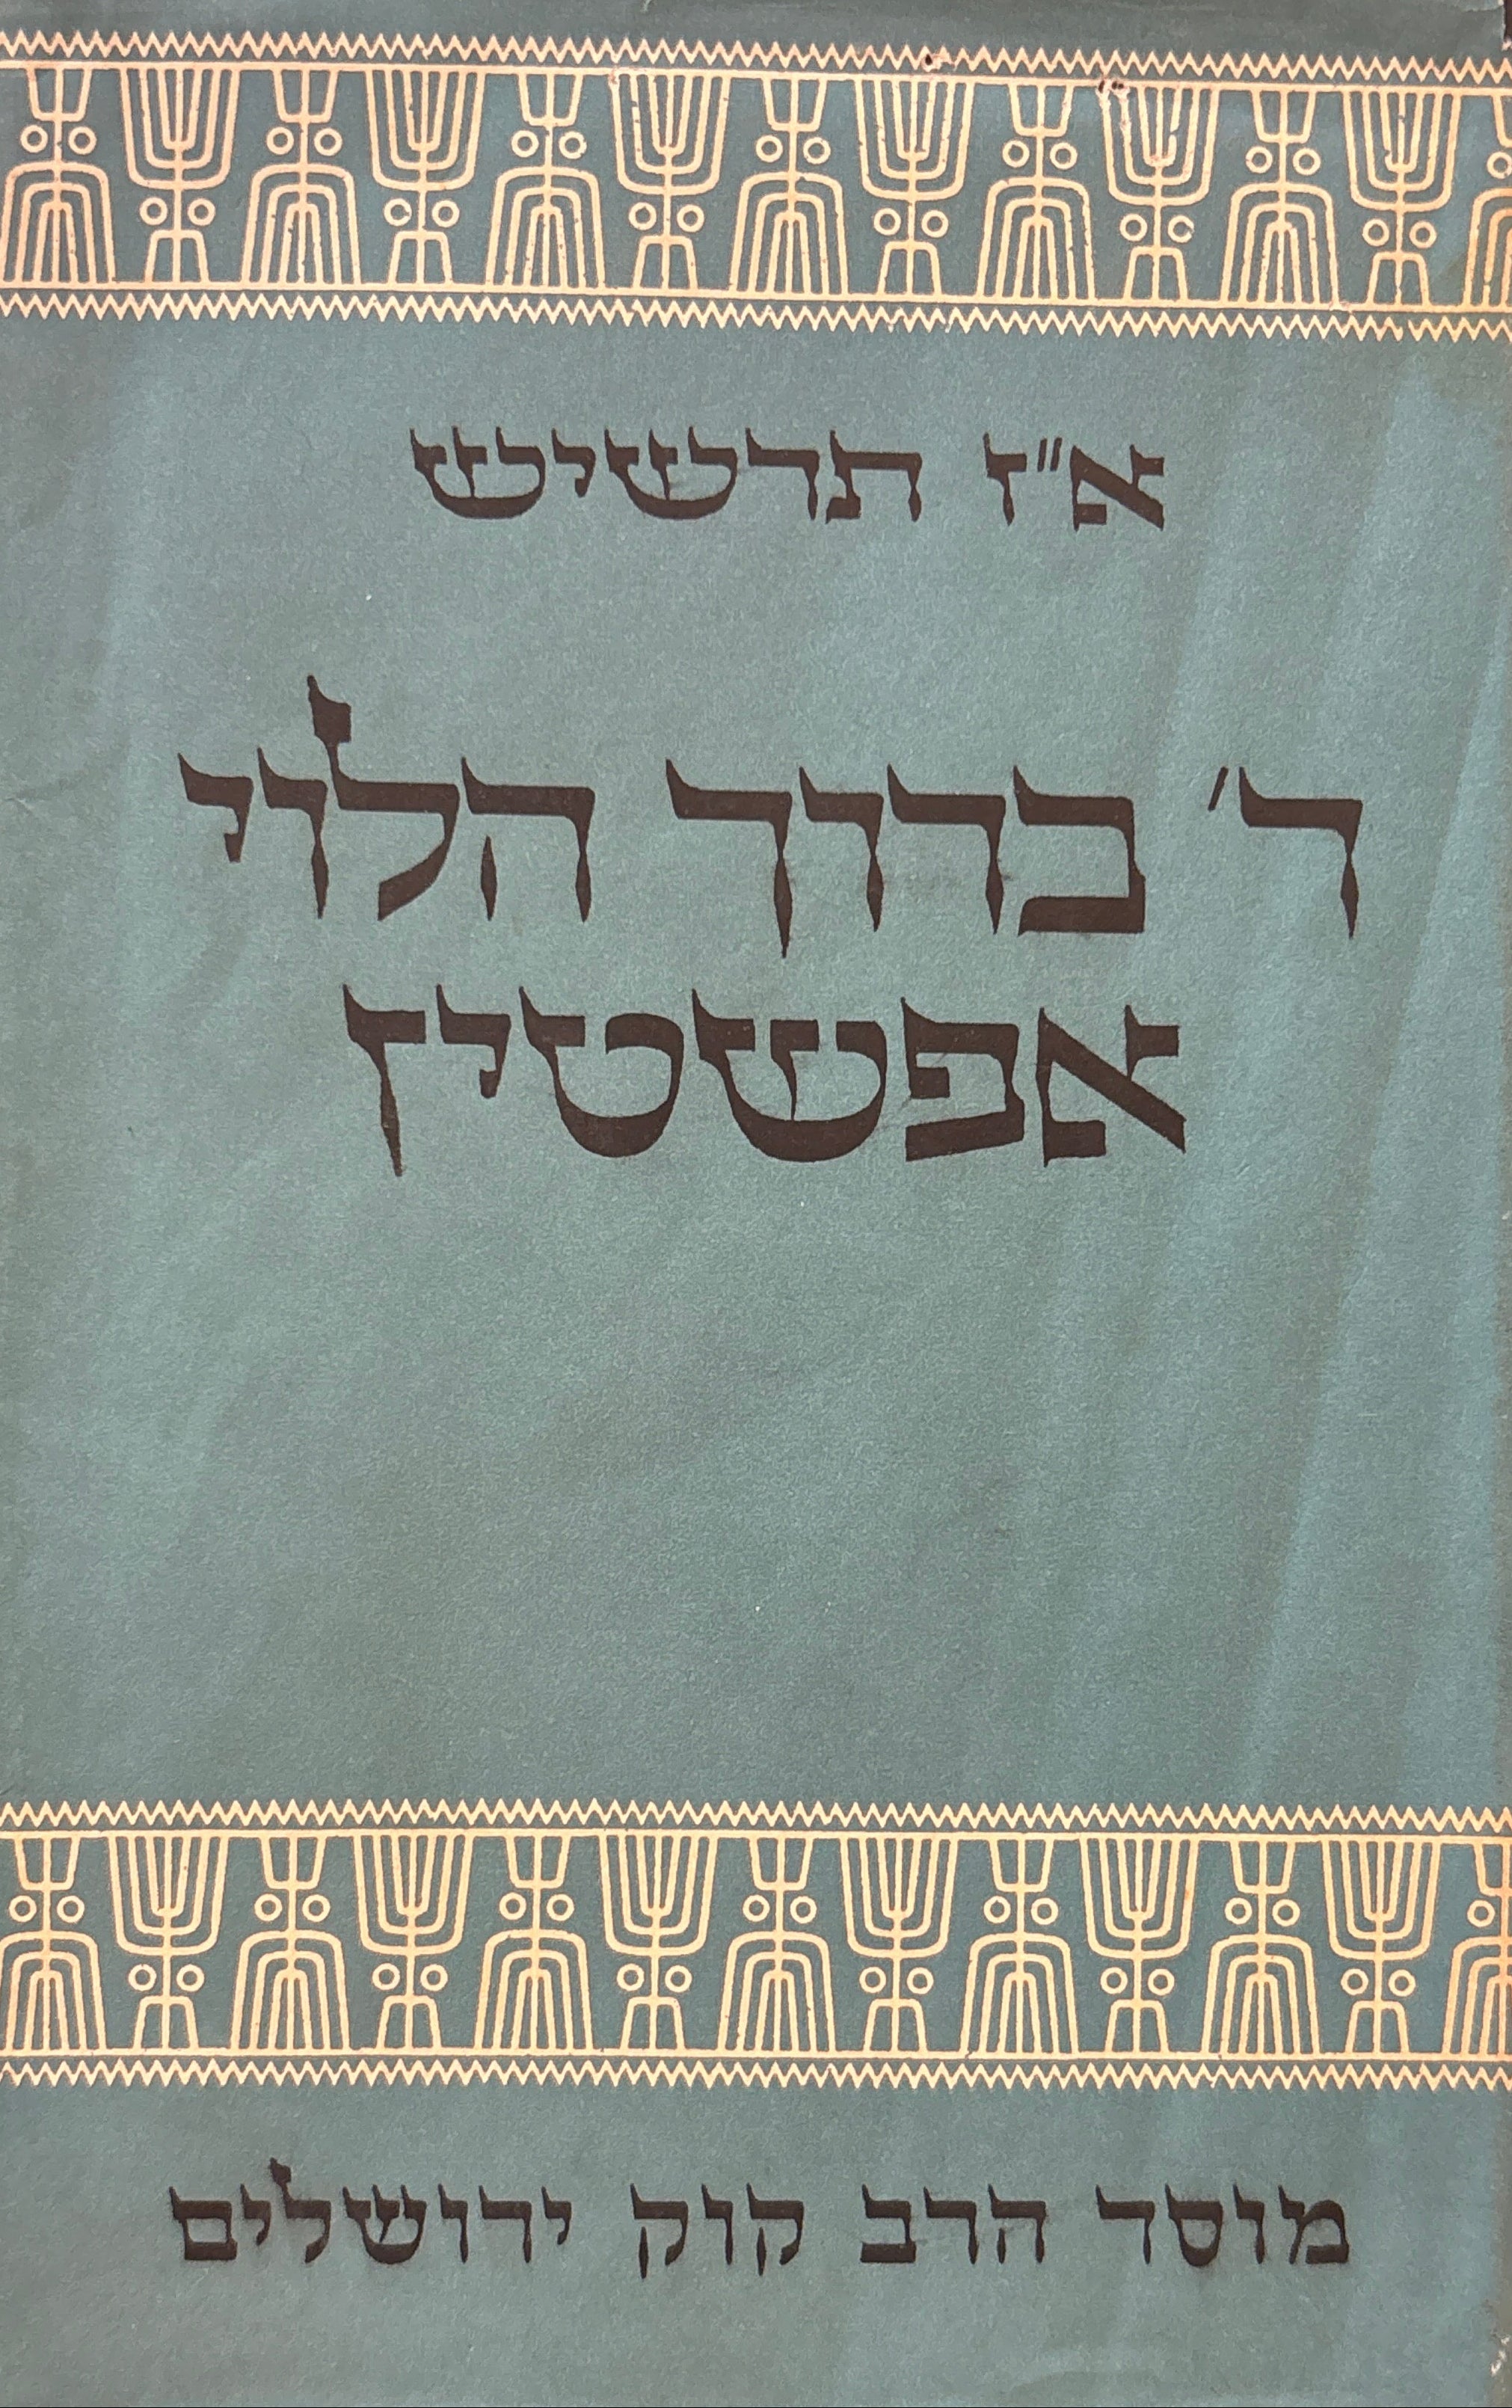 א״ז תרשיש
ר׳ ברוך הלוי
אפשטין
מוסד הרב קוק ירושלים